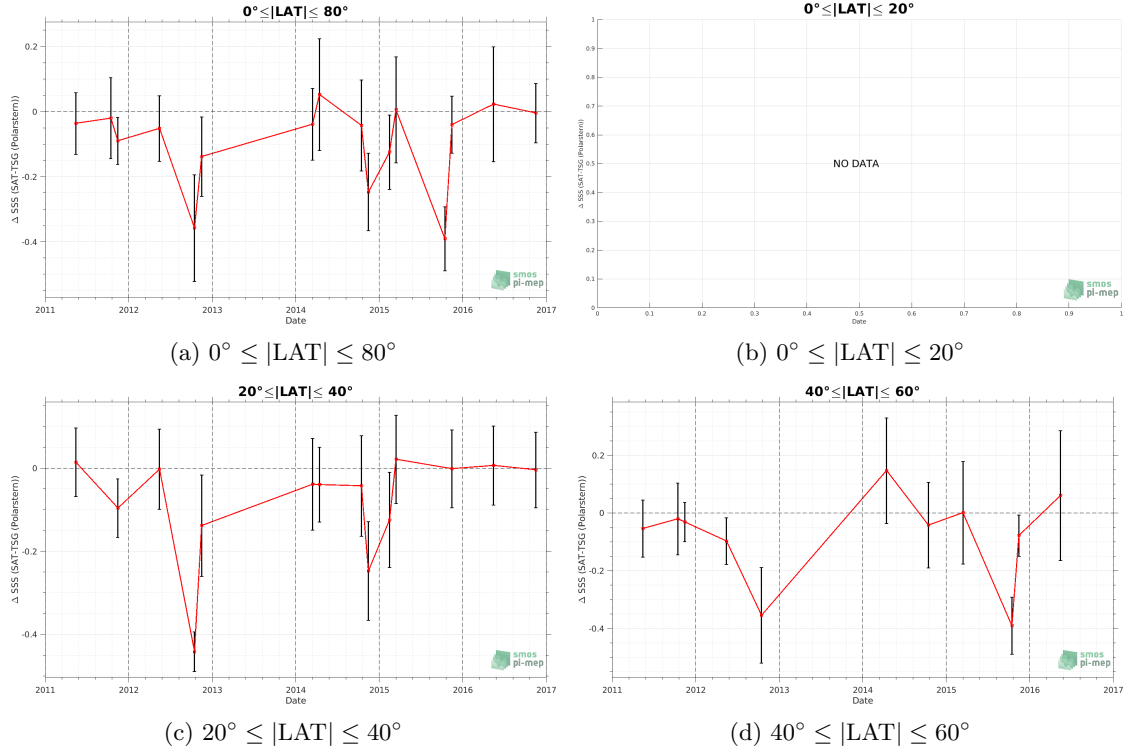 0°≤|LAT|≤ 80°
Δ SSS (SAT-TSG (Polarstern))
0.2
0
-0.2
-0.4
2011
2012
2013
2014
2015
2016
2017
Date
smos
pi-mep
(a) 0° ≤ |LAT| ≤ 80°
0°≤|LAT|≤ 20°
Δ SSS (SAT-TSG (Polarstern))
1
0.9
0.8
0.7
0.6
0.5
0.4
0.3
0.2
0.1
0
NO DATA
0
0.1
0.2
0.3
0.4
0.5
0.6
0.7
0.8
0.9
1
Date
smos
pi-mep
(b) 0° ≤ |LAT| ≤ 20°
20°≤|LAT|≤ 40°
Δ SSS (SAT-TSG (Polarstern))
0
-0.2
-0.4
2011
2012
2013
2014
2015
2016
2017
Date
smos
pi-mep
(c) 20° ≤ |LAT| ≤ 40°
40°≤|LAT|≤ 60°
Δ SSS (SAT-TSG (Polarstern))
0.2
0
-0.2
-0.4
2011
2012
2013
2014
2015
2016
2017
Date
smos
pi-mep
(d) 40° ≤ |LAT| ≤ 60°